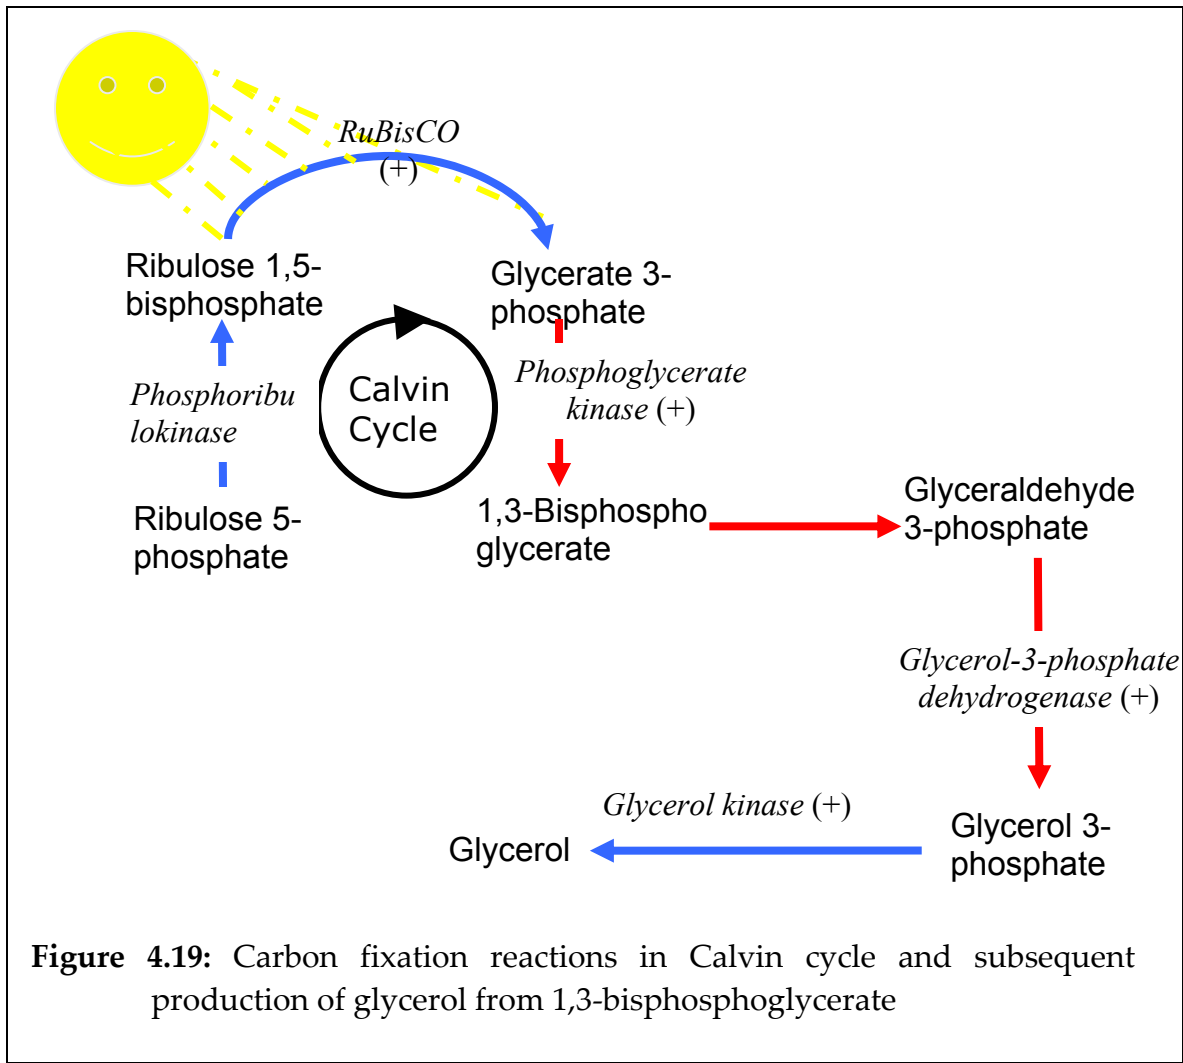 RuBisCO
(+)
Ribulose 1,5-
bisphosphate
Glycerate 3-
phosphate
Phosphoribu
lokinase
Calvin
Cycle
Phosphoglycerate
kinase (+)
Ribulose 5-
phosphate
1,3-Bisphospho
glycerate
Glyceraldehyde
3-phosphate
Glycerol-3-phosphate
dehydrogenase (+)
Glycerol kinase (+)
Glycerol
Glycerol 3-
phosphate
Figure 4.19: Carbon fixation reactions in Calvin cycle and subsequent
production of glycerol from 1,3-bisphosphoglycerate